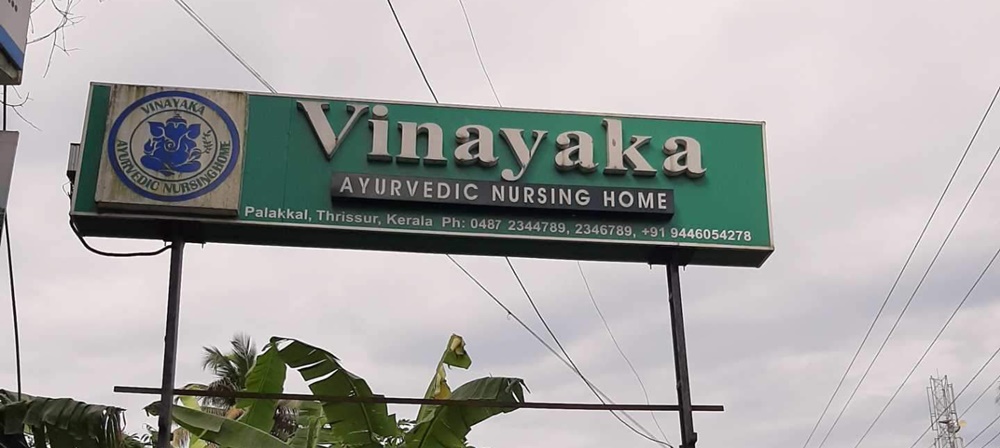 VINAYAKA
AYURVEDIC NURSING HOME
Vinayaka
AYURVEDIC NURSING HOME
Palakkal, Thrissur, Kerala Ph: 0487 2344789, 2346789, +91 9446054278